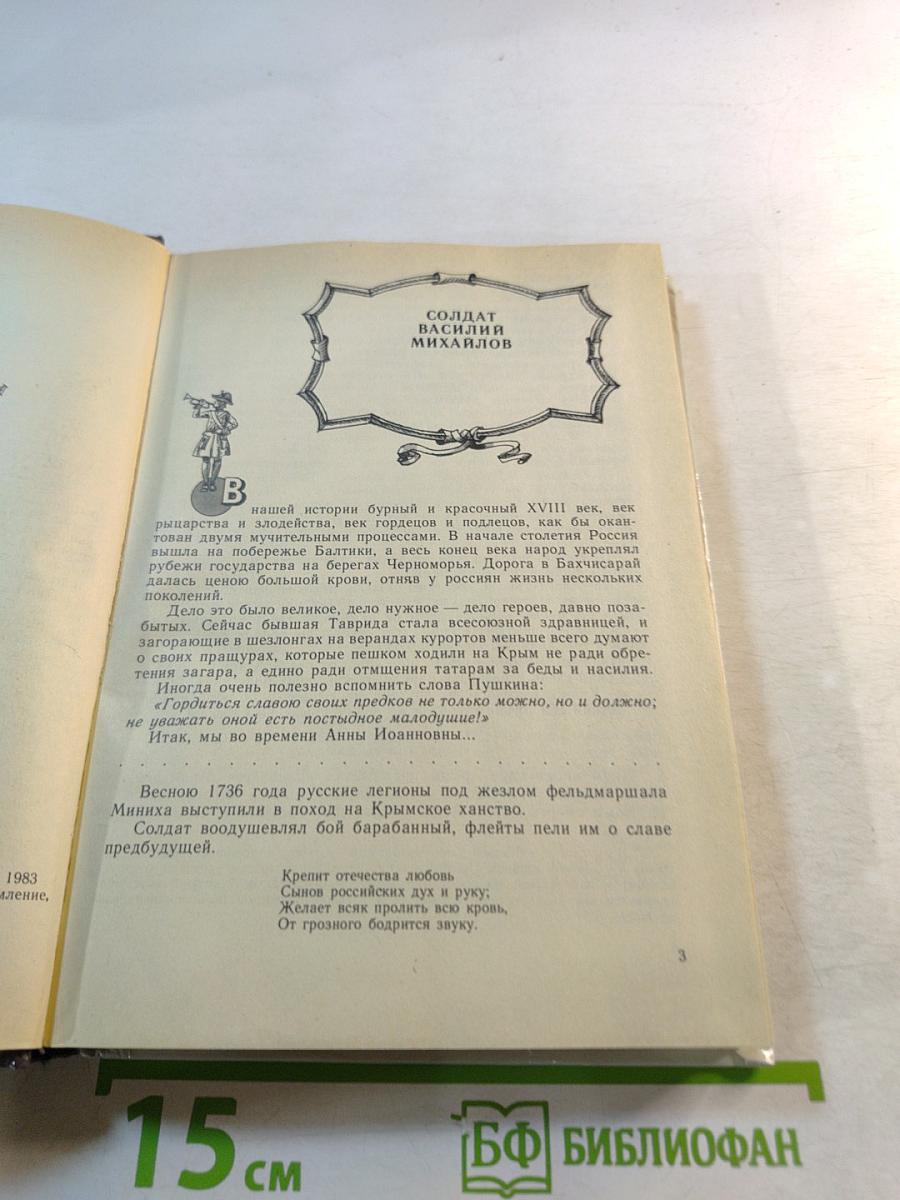 СОЛДАТ
ВАСИЛИЙ
МИХАЙЛОВ
В нашей истории бурный и красочный XVIII век, век
рыцарства и злодейства, век гордецов и подлецов, как бы окан-
тован двумя мучительными процессами. В начале столетия Россия
вышла на побережье Балтики, а весь конец века народ укреплял
рубежи государства на берегах Черноморья. Дорога в Бахчисарай
далась ценою большой крови, отняв у россиян жизнь нескольких
поколений.
Дело это было великое, дело нужное — дело героев, давно поза-
бытых. Сейчас бывшая Таврида стала всесоюзной здравницей, и
загорающие в шезлонгах на верандах курортов меньше всего думают
о своих пращурах, которые пешком ходили на Крым не ради обре-
тения загара, а едино ради отмщения татарам за беды и насилия.
Иногда очень полезно вспомнить слова Пушкина:
«Гордиться славою своих предков не только можно, но и должно;
не уважать оной есть постыдное малодушие!»
Итак, мы во времени Анны Иоанновны...
. . . . . . . . . . . . . . . . . . . . . . . .
Весною 1736 года русские легионы под жезлом фельдмаршала
Миниха выступили в поход на Крымское ханство.
Солдат воодушевлял бой барабанный, флейты пели им о славе
предбудущей.
Крепит отечества любовь
Сынов российских дух и руку;
Желает всяк пролить всю кровь,
От грозного бодрится звуку.
3
1983
мление,
15 см
БФ БИБЛИОФАН